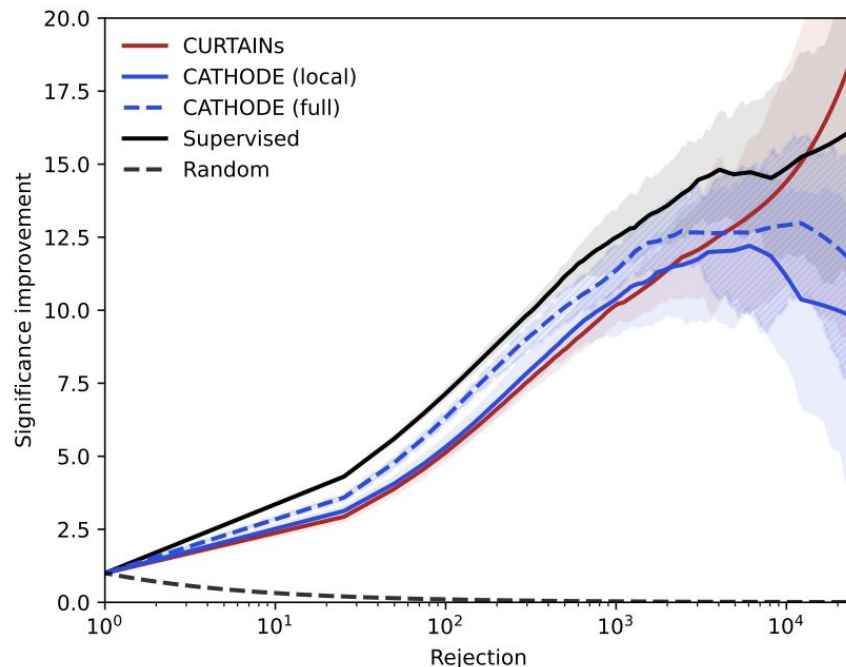 20.0
17.5
15.0
12.5
10.0
7.5
5.0
2.5
0.0
Significance improvement
CURTAINs
CATHODE (local)
CATHODE (full)
Supervised
Random
10⁰ 10¹ 10² 10³ 10⁴
Rejection